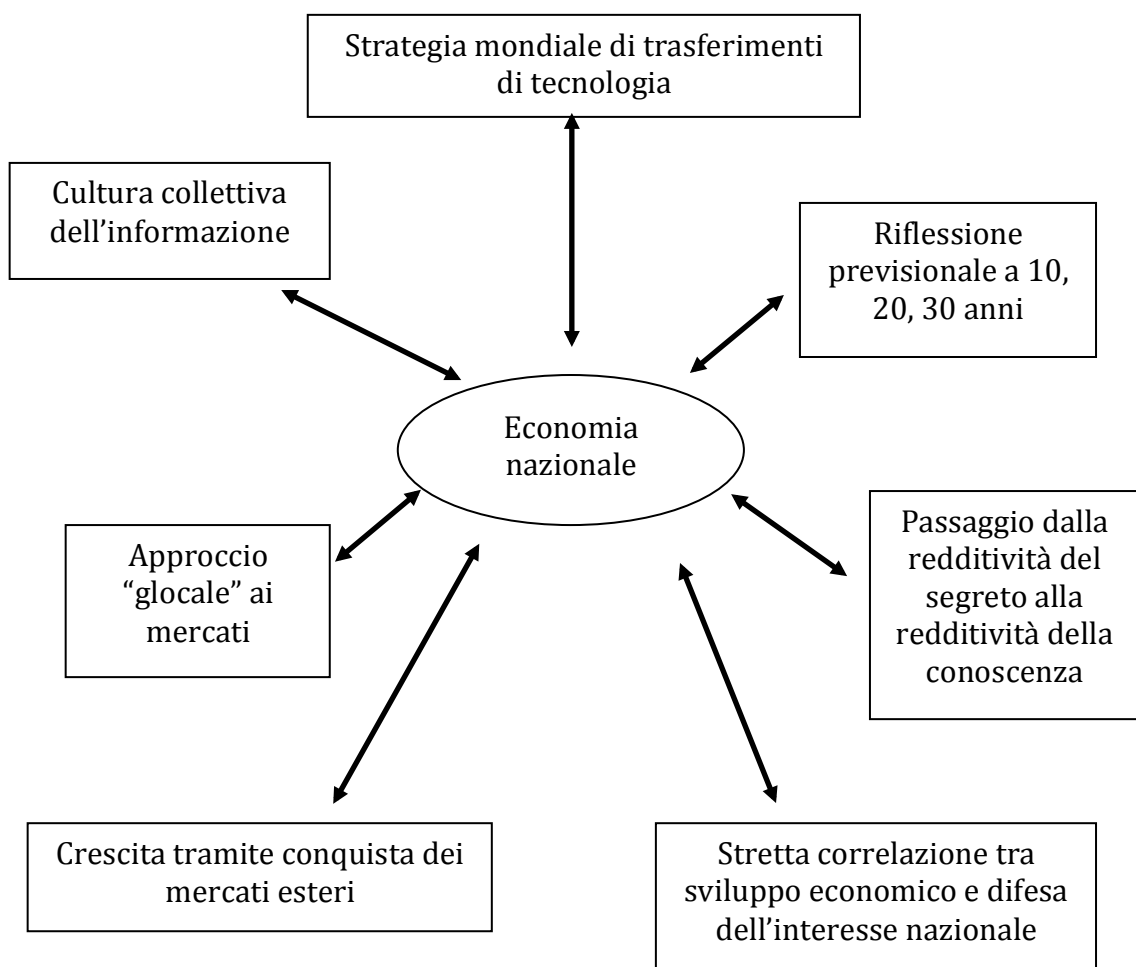 Strategia mondiale di trasferimenti
di tecnologia
Cultura collettiva
dell’informazione
Riflessione
previsionale a 10,
20, 30 anni
Economia
nazionale
Approccio
“glocale” ai
mercati
Passaggio dalla
redditività del
segreto alla
redditività della
conoscenza
Crescita tramite conquista dei
mercati esteri
Stretta correlazione tra
sviluppo economico e difesa
dell’interesse nazionale